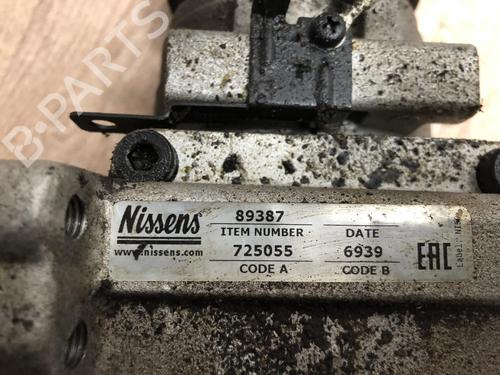 B-PARTS
Nissens
www.nissens.com
89387
ITEM NUMBER
DATE
725055
6939
CODE A
CODE B
EAC